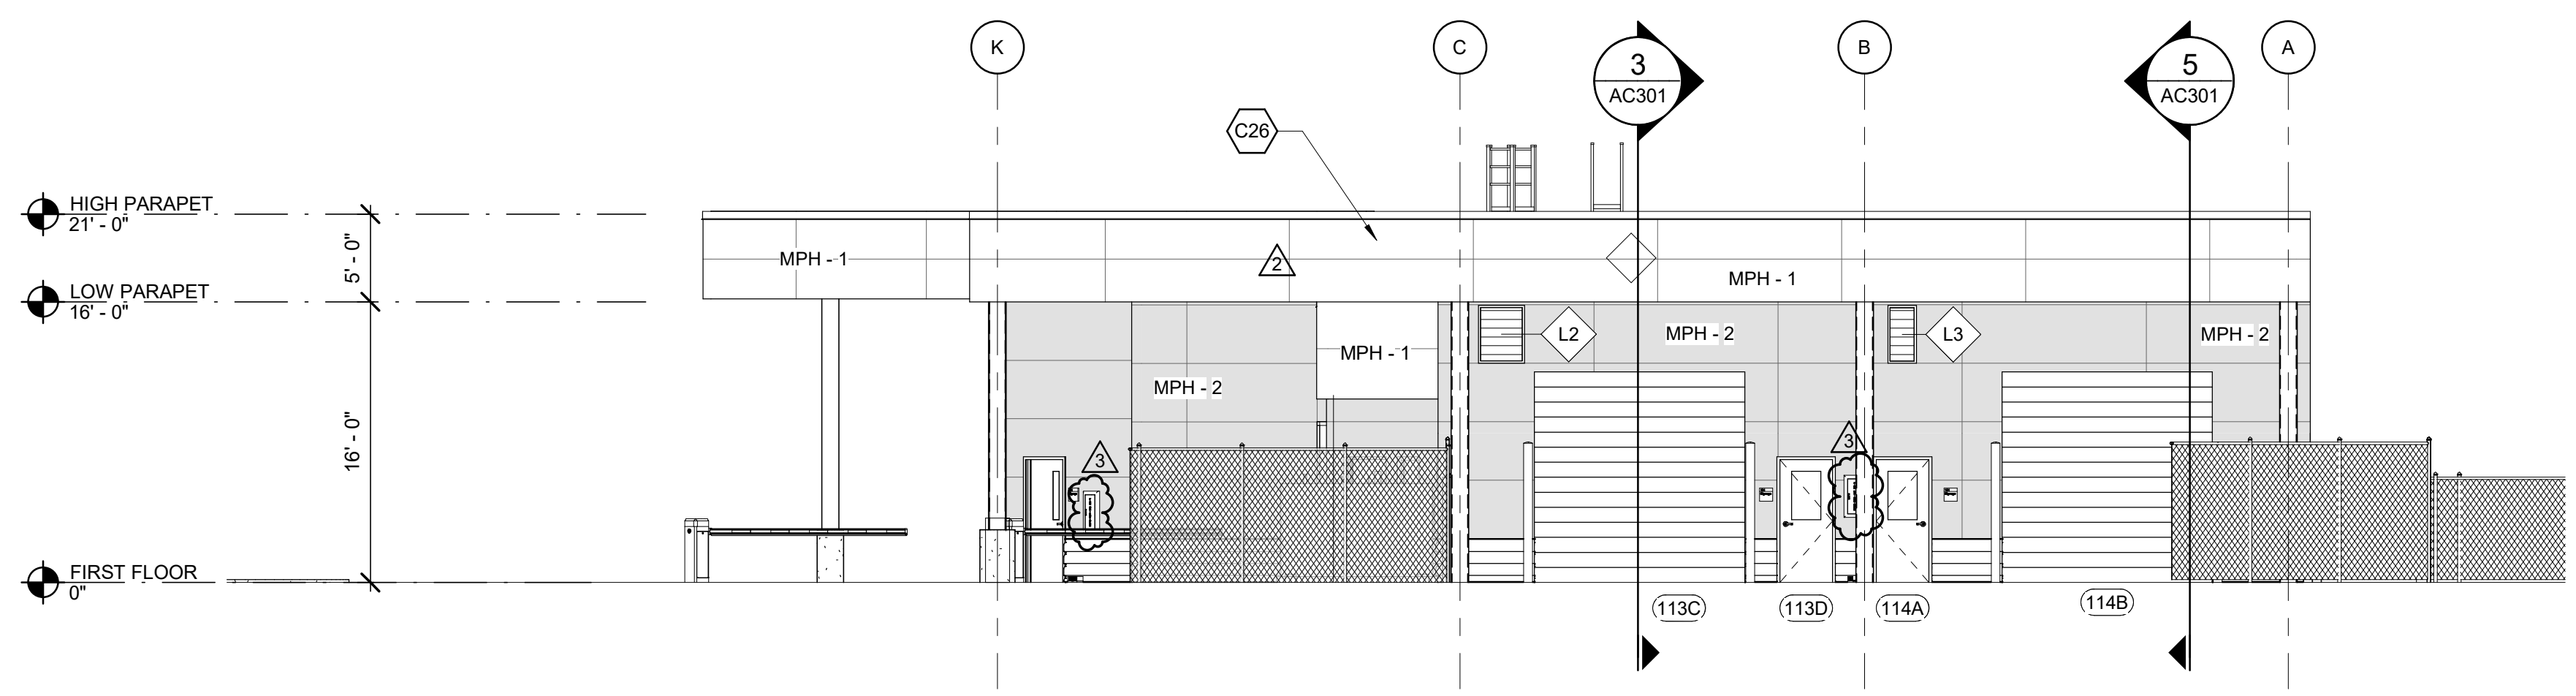 K
C
3
AC301
B
5
AC301
A
C26
HIGH PARAPET
21' - 0"
5' - 0"
MPH - 1
2
MPH - 1
LOW PARAPET
16' - 0"
L2
MPH - 2
L3
MPH - 2
MPH - 1
MPH - 2
16' - 0"
3
3
FIRST FLOOR
0"
113C
113D
114A
114B